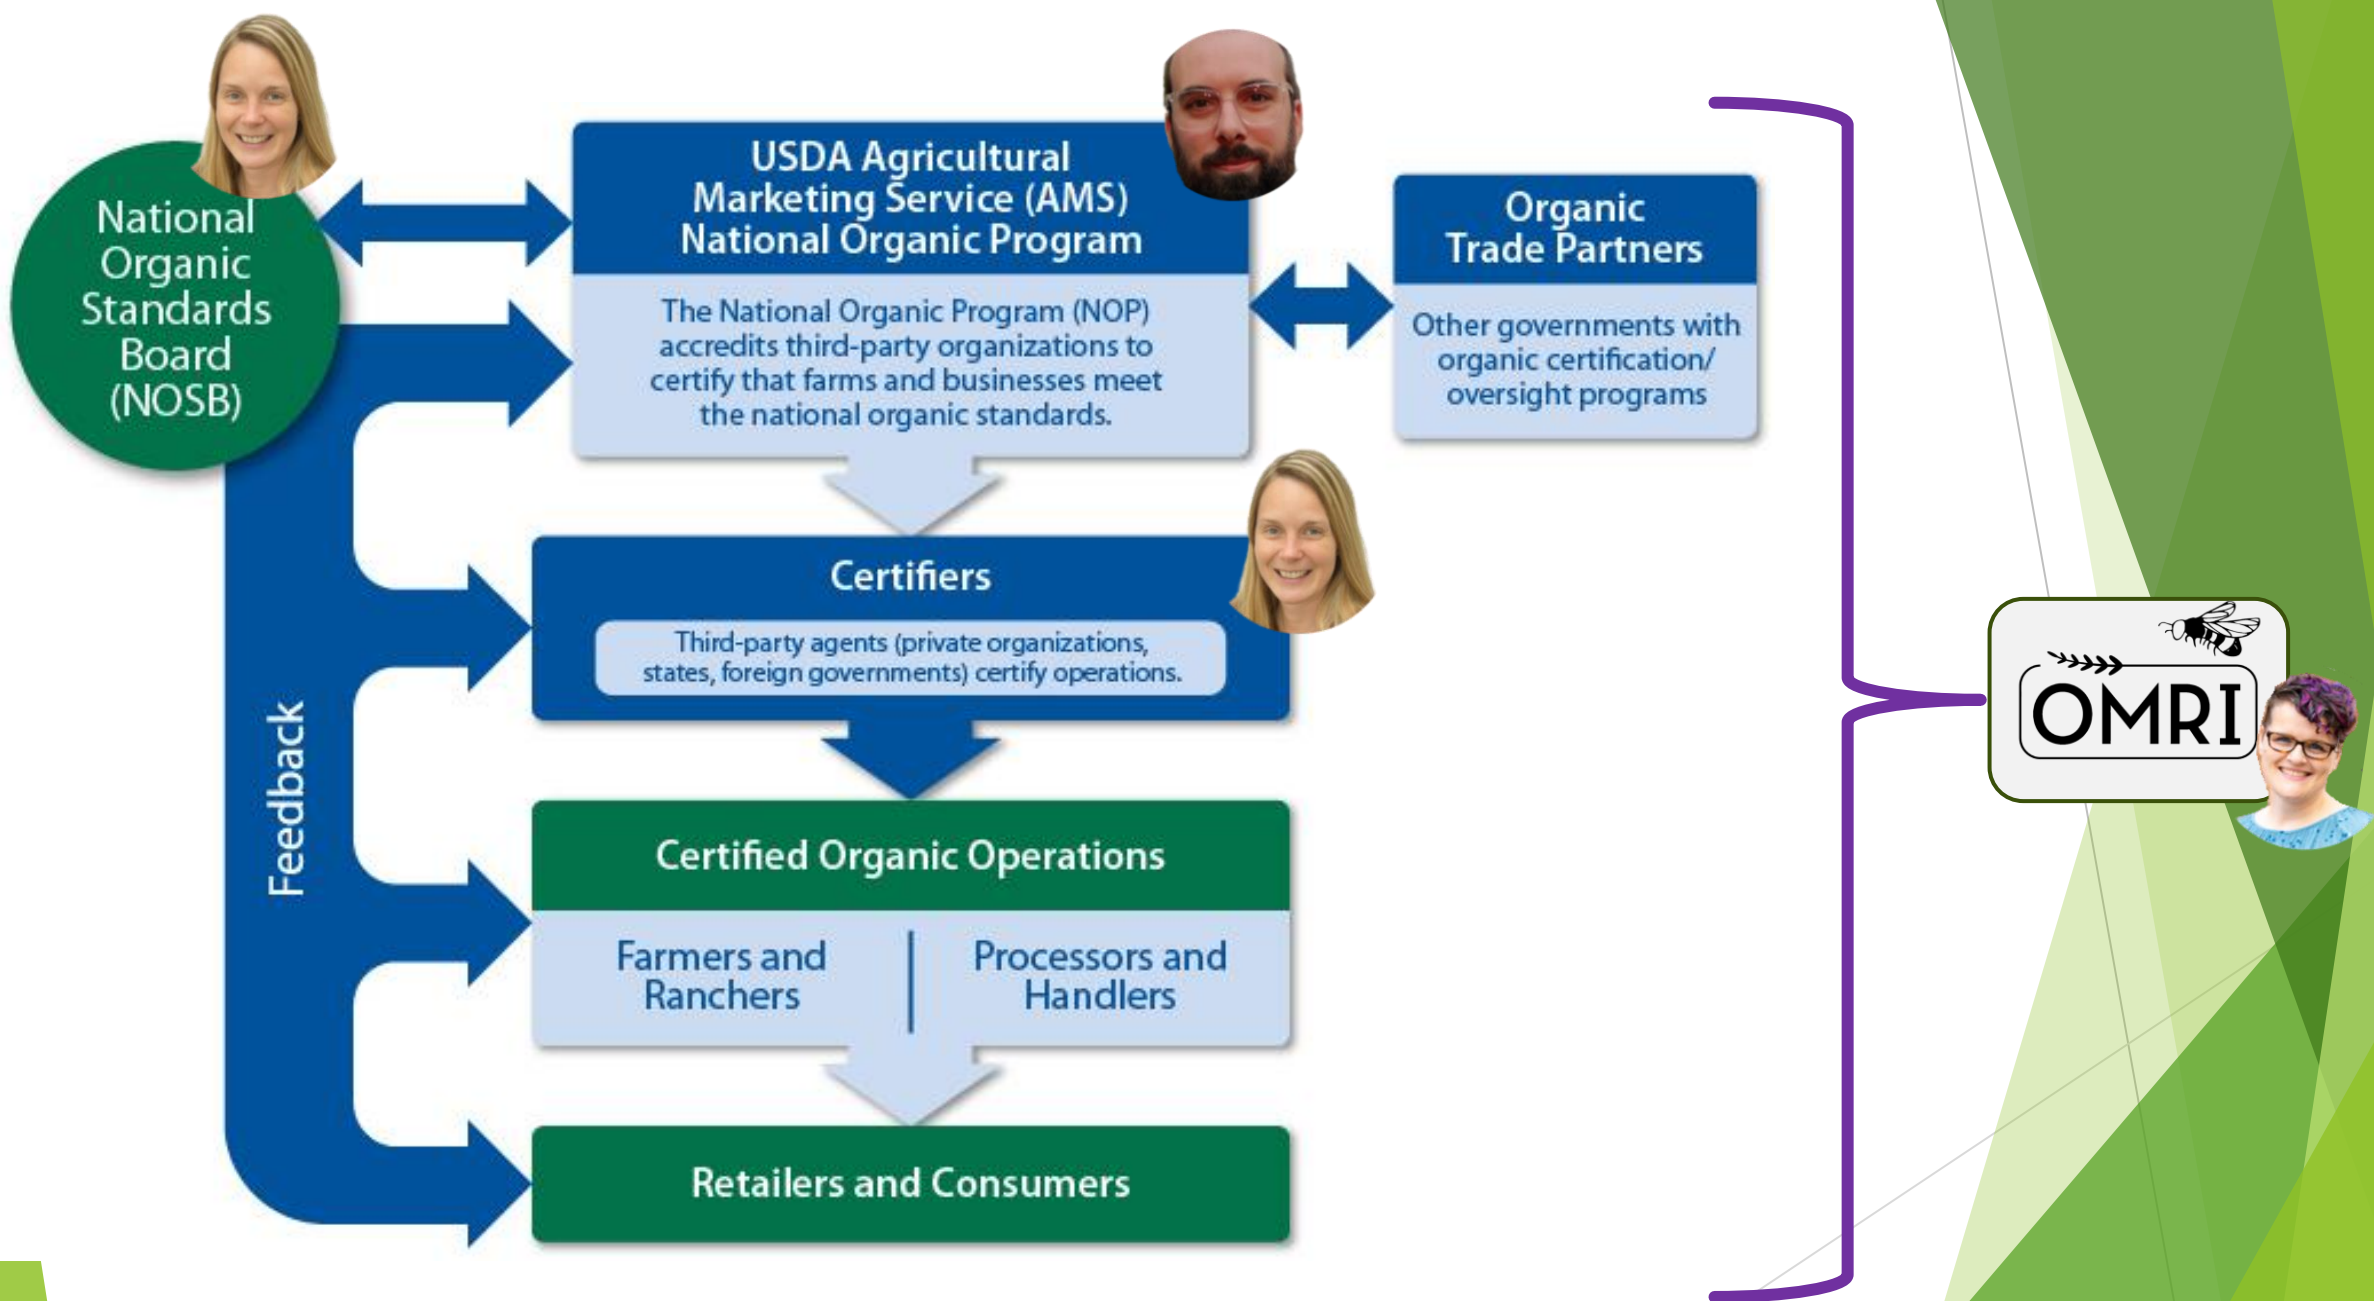 National
Organic
Standards
Board
(NOSB)
USDA Agricultural
Marketing Service (AMS)
National Organic Program
The National Organic Program (NOP)
accredits third-party organizations to
certify that farms and businesses meet
the national organic standards.
Organic
Trade Partners
Other governments with
organic certification/
oversight programs
Certifiers
Third-party agents (private organizations,
states, foreign governments) certify operations.
Feedback
Certified Organic Operations
Farmers and
Ranchers
Processors and
Handlers
Retailers and Consumers
OMRI